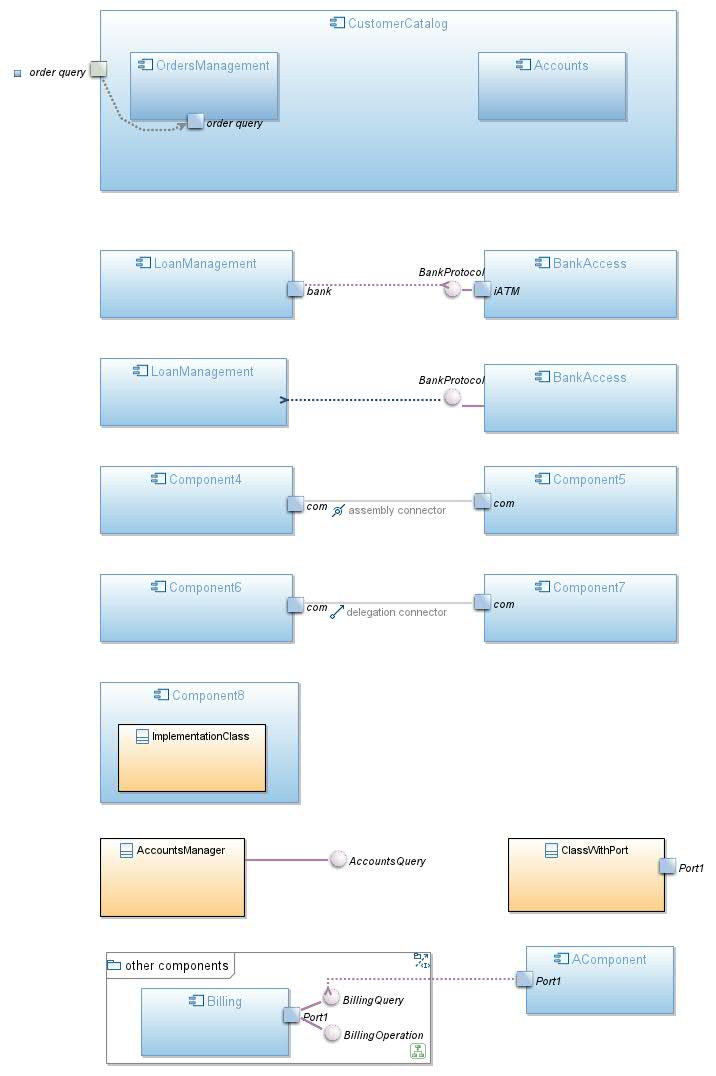 CustomerCatalog
OrdersManagement
Accounts
order query
order query
LoanManagement
BankProtocol
BankAccess
bank
iATM
LoanManagement
BankProtocol
BankAccess
Component4
Component5
com
assembly connector
com
Component6
Component7
com
delegation connector
com
Component8
ImplementationClass
AccountsManager
AccountsQuery
ClassWithPort
Port1
other components
AComponent
Port1
Billing
Port1
BillingQuery
BillingOperation